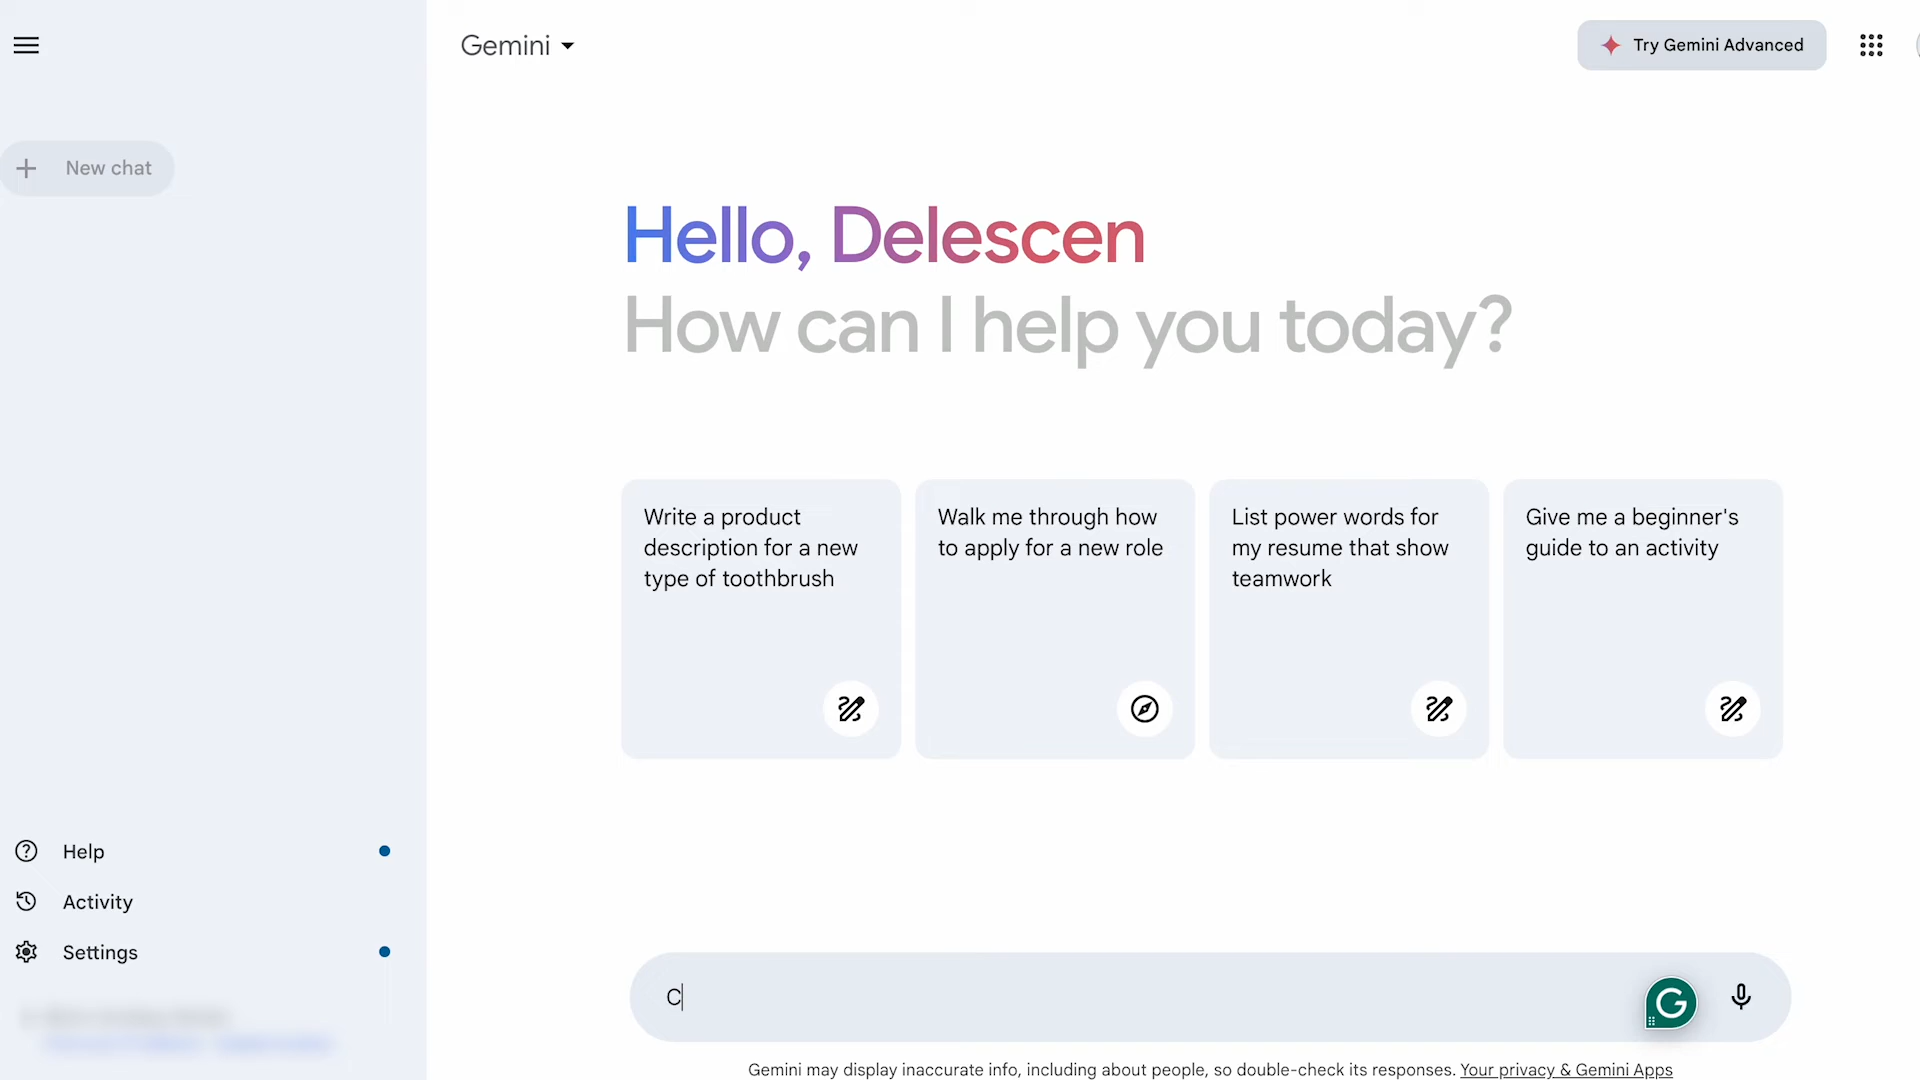 Gemini
Try Gemini Advanced
New chat
Hello, Delescen
How can I help you today?
Write a product
description for a new
type of toothbrush
Walk me through how
to apply for a new role
List power words for
my resume that show
teamwork
Give me a beginner's
guide to an activity
Help
Activity
Settings
C
G
Gemini may display inaccurate info, including about people, so double-check its responses. Your privacy & Gemini Apps